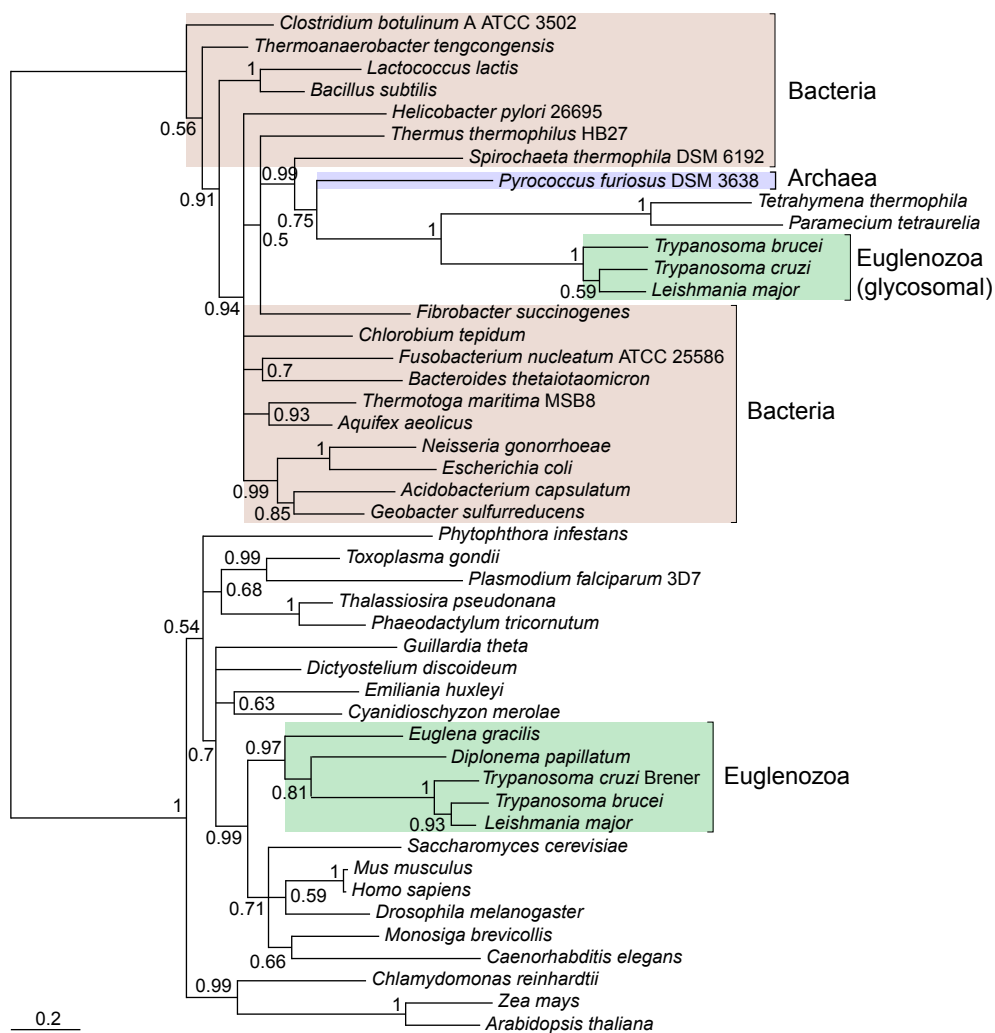 Clostridium botulinum A ATCC 3502
Thermoanaerobacter tengcongensis
1
Lactococcus lactis
Bacillus subtilis
Bacteria
Helicobacter pylori 26695
0.56
Thermus thermophilus HB27
Spirochaeta thermophila DSM 6192
0.99
Pyrococcus furiosus DSM 3638
Archaea
0.91
1
Tetrahymena thermophila
0.75
Paramecium tetraurelia
1
0.5
1
Trypanosoma brucei
Euglenozoa
(glycosomal)
Trypanosoma cruzi
0.59
Leishmania major
0.94
Fibrobacter succinogenes
Chlorobium tepidum
Fusobacterium nucleatum ATCC 25586
0.7
Bacteroides thetaiotaomicron
Thermotoga maritima MSB8
0.93
Bacteria
Aquifex aeolicus
1
Neisseria gonorrhoeae
Escherichia coli
0.99
Acidobacterium capsulatum
0.85
Geobacter sulfurreducens
Phytophthora infestans
0.99
Toxoplasma gondii
0.68
Plasmodium falciparum 3D7
1
Thalassiosira pseudonana
0.54
Phaeodactylum tricornutum
Guillardia theta
Dictyostelium discoideum
Emiliania huxleyi
0.63
Cyanidioschyzon merolae
0.97
Euglena gracilis
0.7
Diplonema papillatum
Euglenozoa
1
Trypanosoma cruzi Brener
0.81
Trypanosoma brucei
1
0.93
Leishmania major
0.99
Saccharomyces cerevisiae
1
Mus musculus
0.59
Homo sapiens
0.71
Drosophila melanogaster
Monosiga brevicollis
0.66
Caenorhabditis elegans
0.99
Chlamydomonas reinhardtii
1
Zea mays
0.2
Arabidopsis thaliana